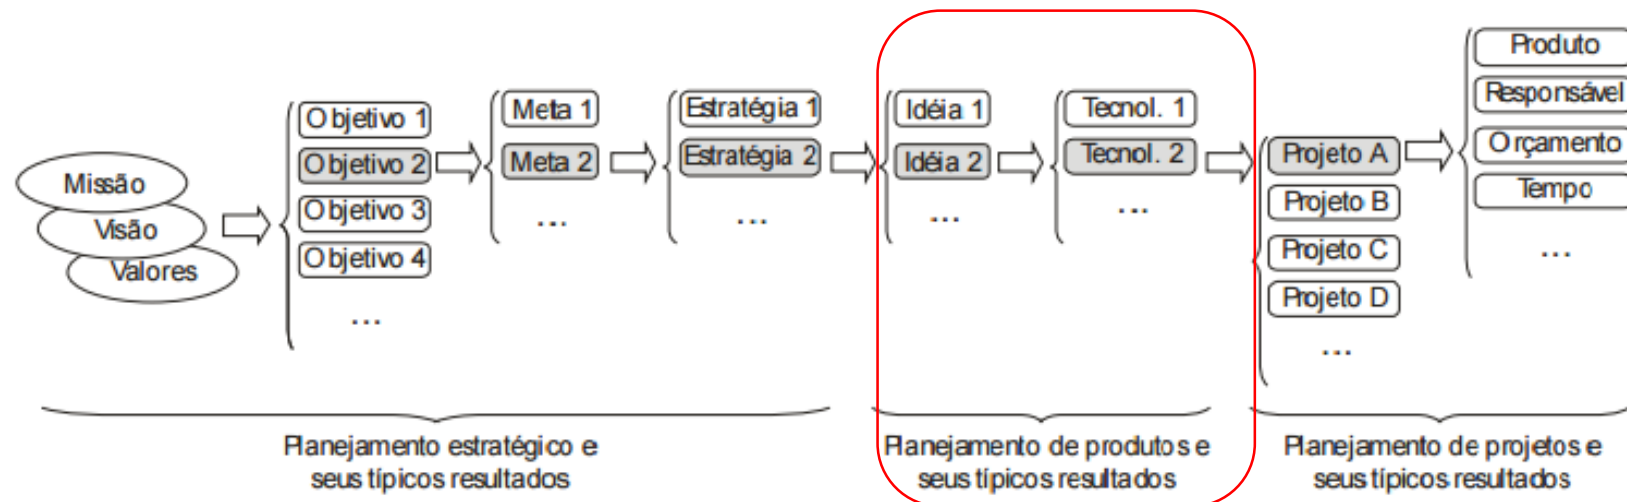 Missão
Visão
Valores
Objetivo 1
Objetivo 2
Objetivo 3
Objetivo 4
...
Meta 1
Meta 2
...
Estratégia 1
Estratégia 2
...
Idéia 1
Idéia 2
...
Tecnol. 1
Tecnol. 2
...
Projeto A
Projeto B
Projeto C
Projeto D
...
Produto
Responsável
Orçamento
Tempo
...
Planejamento estratégico e
seus típicos resultados
Planejamento de produtos e
seus típicos resultados
Planejamento de projetos e
seus típicos resultados